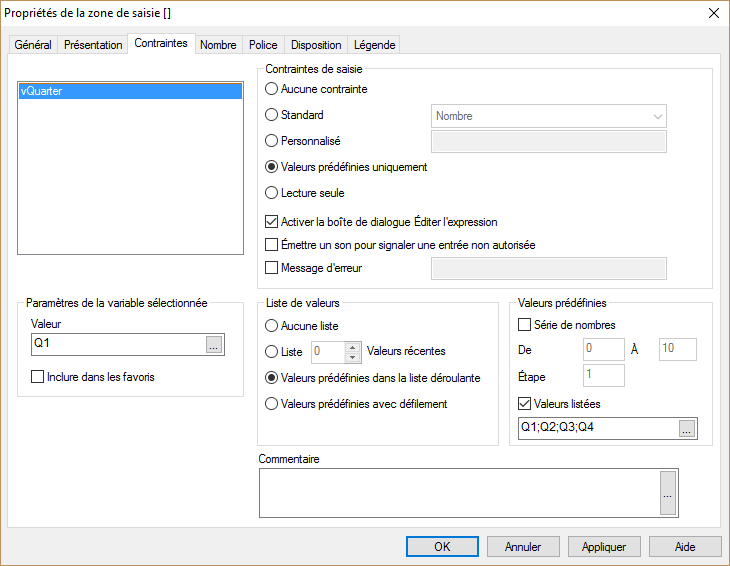 Propriétés de la zone de saisie []
Général
Présentation
Contraintes
Nombre
Police
Disposition
Légende
vQuarter
Contraintes de saisie
Aucune contrainte
Standard
Nombre
Personnalisé
Valeurs prédéfinies uniquement
Lecture seule
Activer la boîte de dialogue Éditer l'expression
Émettre un son pour signaler une entrée non autorisée
Message d'erreur
Paramètres de la variable sélectionnée
Valeur
Q1
...
Inclure dans les favoris
Liste de valeurs
Aucune liste
Liste 0 Valeurs récentes
Valeurs prédéfinies dans la liste déroulante
Valeurs prédéfinies avec défilement
Valeurs prédéfinies
Série de nombres
De 0 À 10
Étape 1
Valeurs listées
Q1;Q2;Q3;Q4
...
Commentaire
...
OK
Annuler
Appliquer
Aide